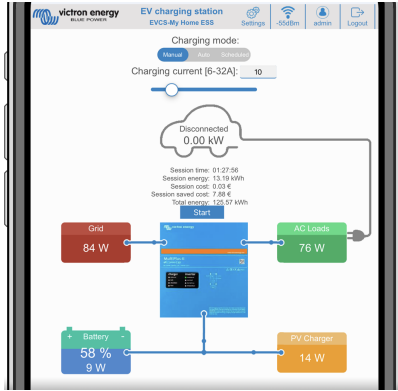 victron energy
BLUE POWER
EV charging station
EVCS-My Home ESS
Settings
-55dBm
admin
Logout
Charging mode:
Manual Auto Scheduled
Charging current [6-32A]: 10
Disconnected
0.00 kW
Session time: 01:27:56
Session energy: 13.19 kWh
Session cost: 0.03 €
Session saved cost: 7.88 €
Total energy: 125.57 kWh
Start
Grid
84 W
victron energy
AC Loads
76 W
+ Battery -
58 %
9 W
PV Charger
14 W